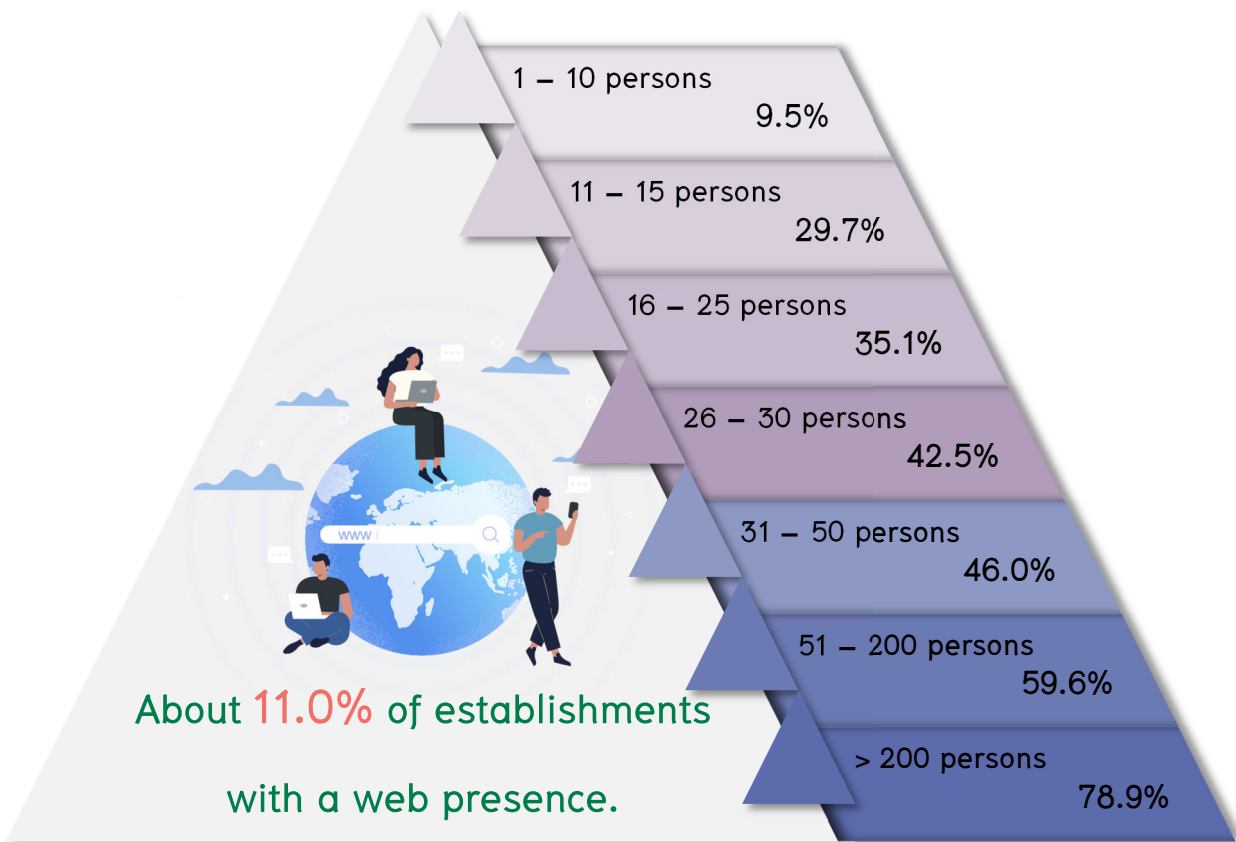 1 – 10 persons
9.5%
11 – 15 persons
29.7%
16 – 25 persons
35.1%
26 – 30 persons
42.5%
31 – 50 persons
46.0%
51 – 200 persons
59.6%
> 200 persons
78.9%
www
About 11.0% of establishments
with a web presence.